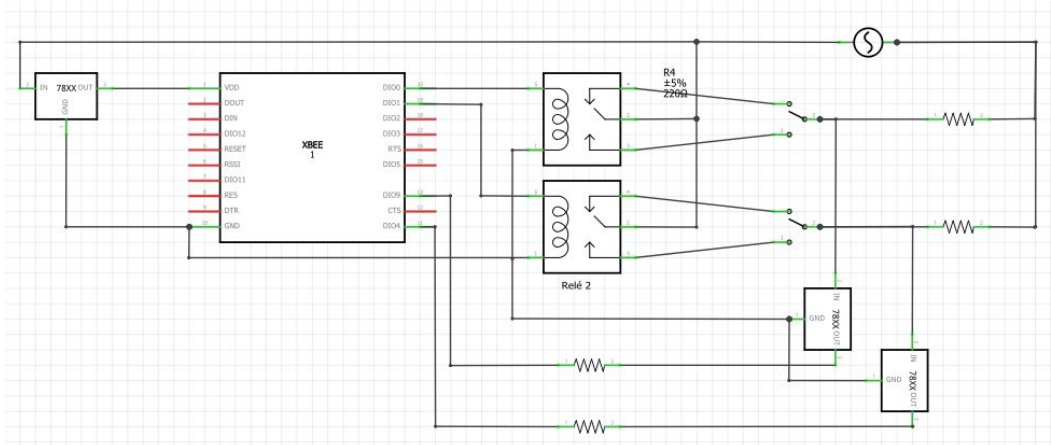 IN 78XX OUT
GND
XBEE
1
VDD
DOUT
DIN
DIO12
RESET
RSSI
DIO11
RES
DTR
GND
DIO0
DIO1
DIO2
DIO3
RTS
DIO5
DIO9
CTS
DIO4
R4
±5%
220Ω
Relé 2
IN
GND
78XX OUT
IN
GND
78XX OUT